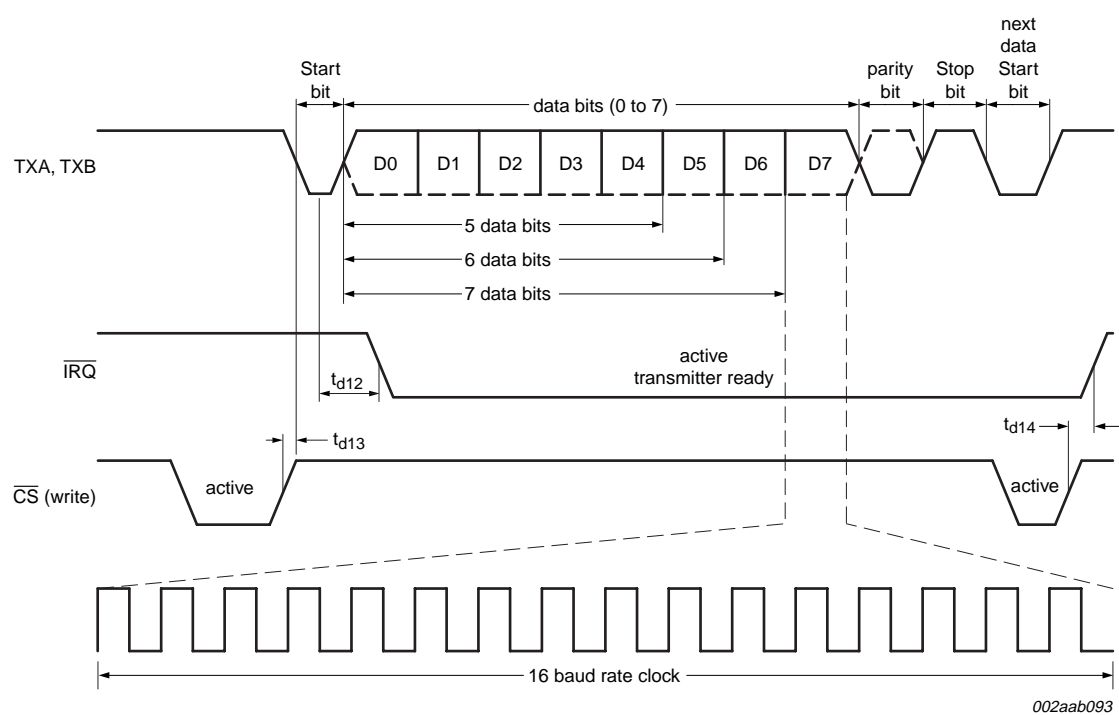 next
data
Start
bit
Start
bit
parity
bit
Stop
bit
data bits (0 to 7)
TXA, TXB
D0
D1
D2
D3
D4
D5
D6
D7
5 data bits
6 data bits
7 data bits
IRQ
active
transmitter ready
td12
td13
td14
CS (write)
active
active
16 baud rate clock
002aab093